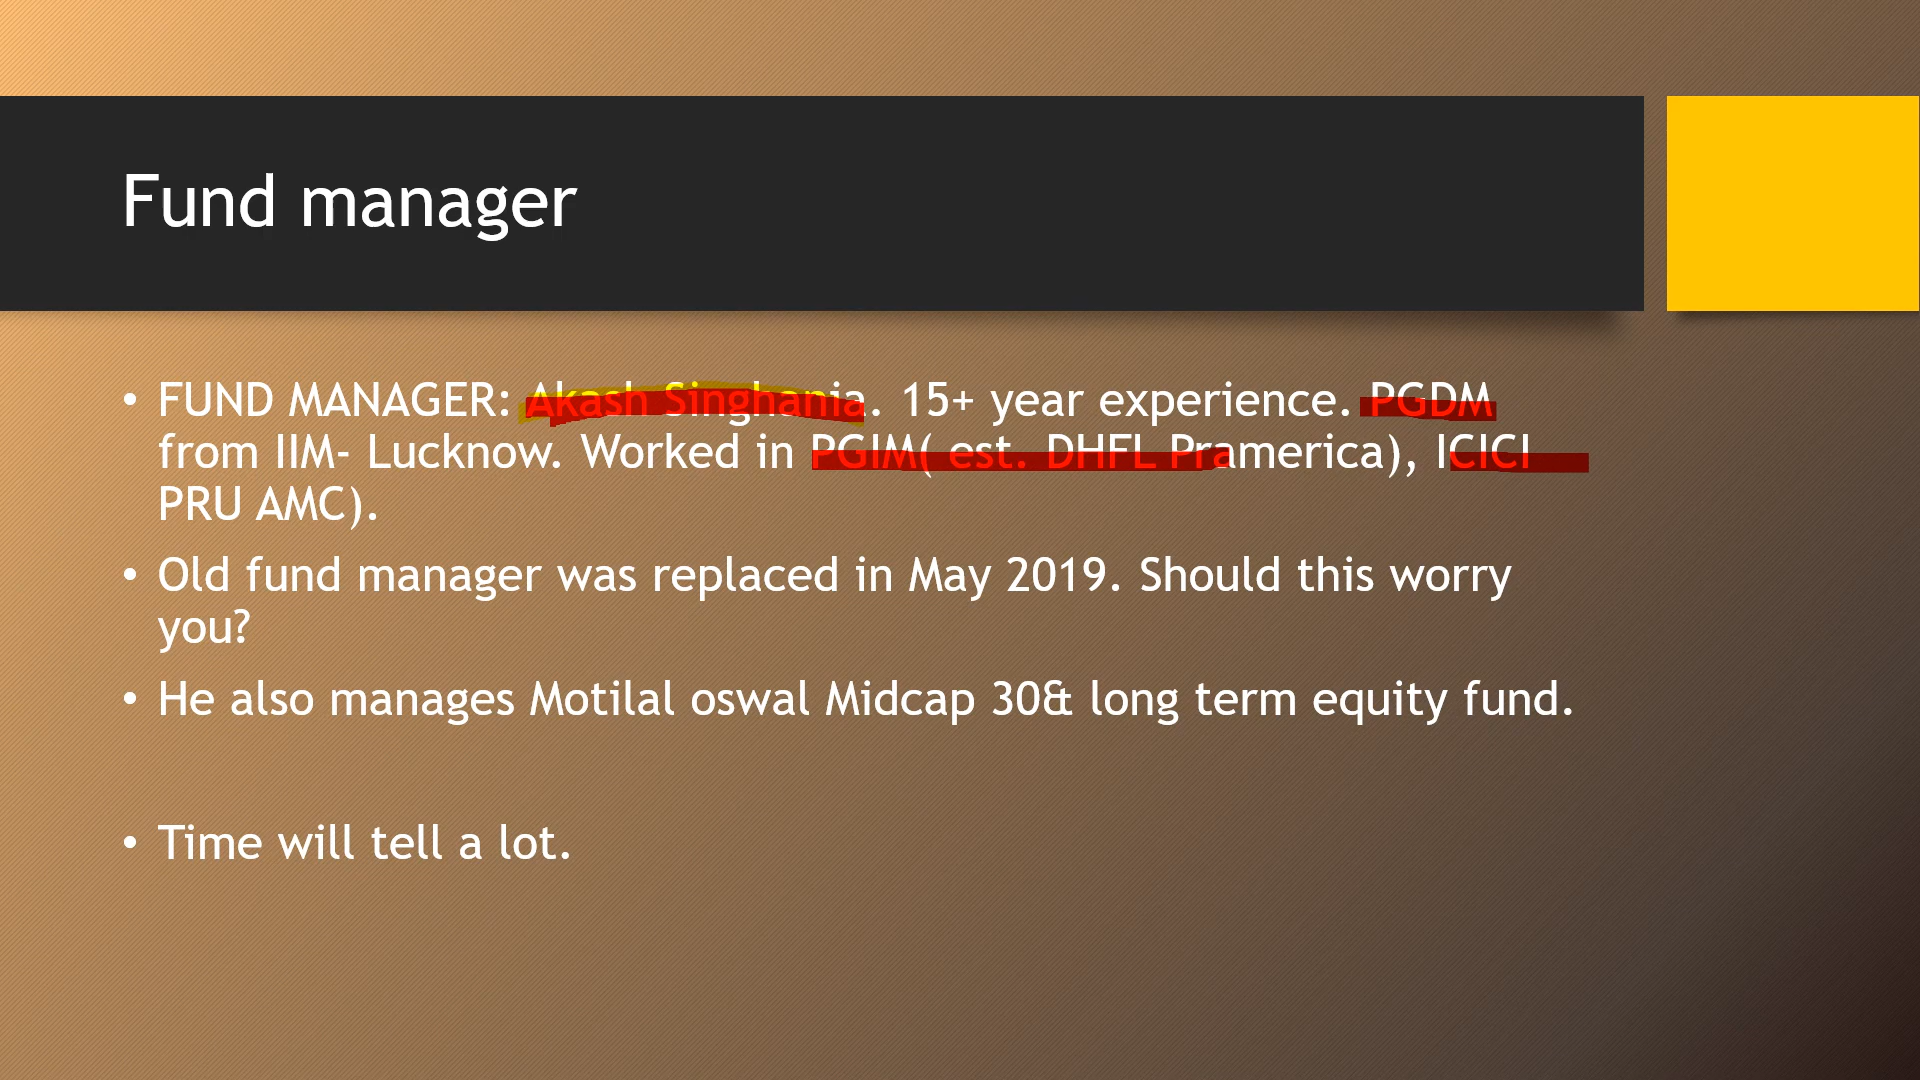 Fund manager
• FUND MANAGER: Akash Singhania. 15+ year experience. PGDM
from IIM- Lucknow. Worked in PGIM( est. DHFL Pramerica), ICICI
PRU AMC).
• Old fund manager was replaced in May 2019. Should this worry
you?
• He also manages Motilal oswal Midcap 30& long term equity fund.
• Time will tell a lot.